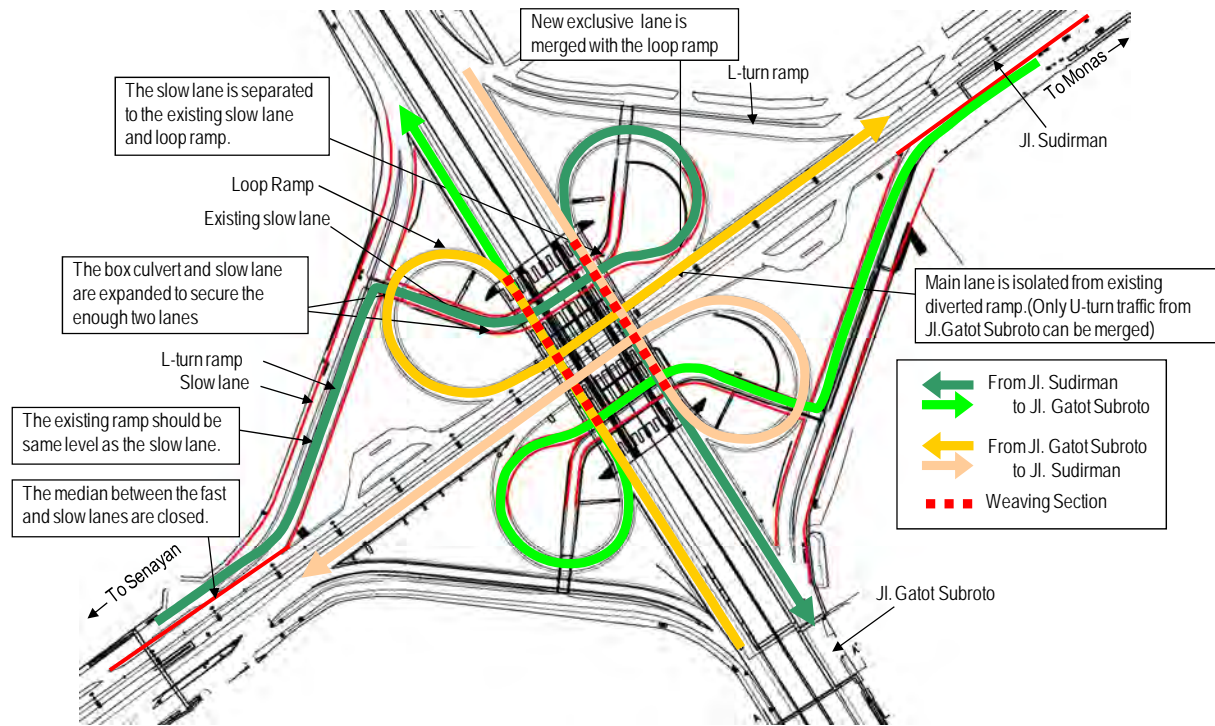 New exclusive lane is
merged with the loop ramp
L-turn ramp
To Monas
Jl. Sudirman
The slow lane is separated
to the existing slow lane
and loop ramp.
Loop Ramp
Existing slow lane
The box culvert and slow lane
are expanded to secure the
enough two lanes
Main lane is isolated from existing
diverted ramp.(Only U-turn traffic from
Jl.Gatot Subroto can be merged)
L-turn ramp
Slow lane
The existing ramp should be
same level as the slow lane.
The median between the fast
and slow lanes are closed.
From Jl. Sudirman
to Jl. Gatot Subroto
From Jl. Gatot Subroto
to Jl. Sudirman
Weaving Section
To Senayan
Jl. Gatot Subroto